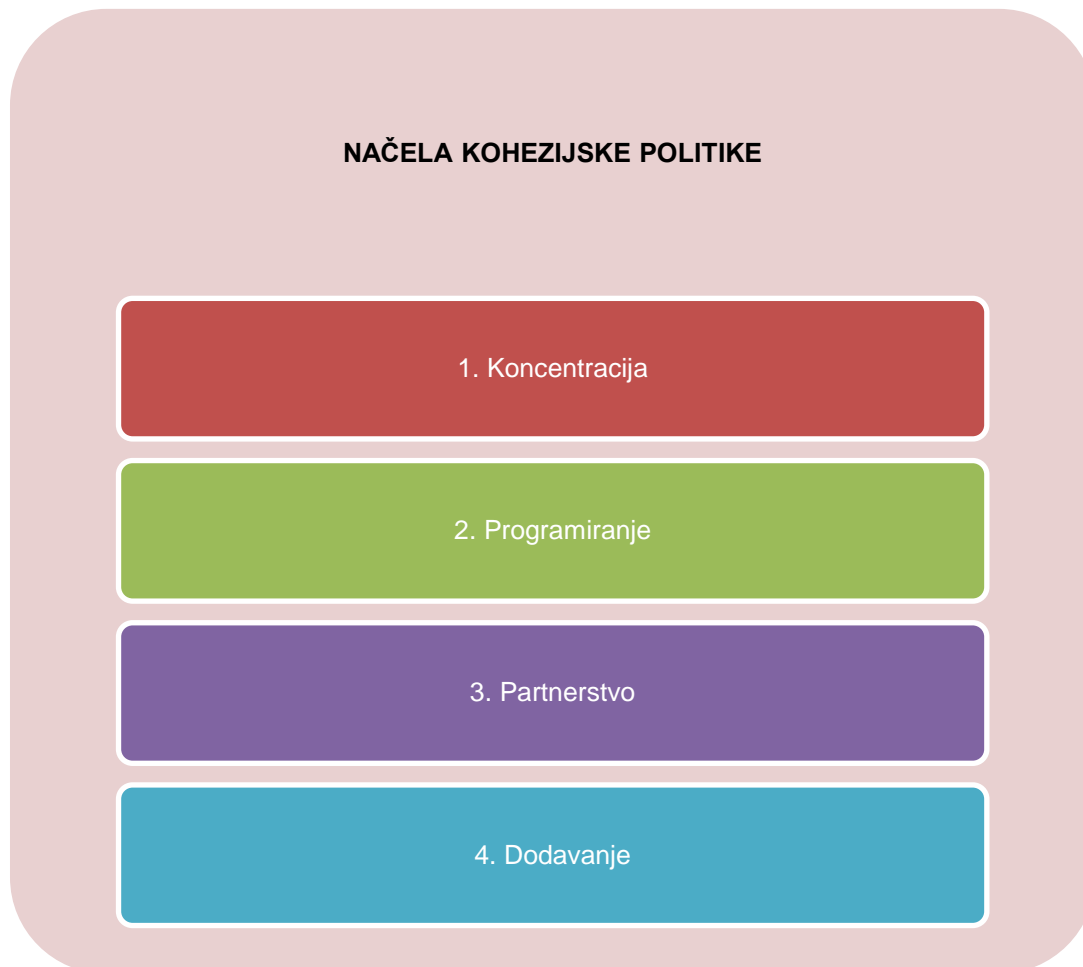 NAČELA KOHEZIJSKE POLITIKE
1. Koncentracija
2. Programiranje
3. Partnerstvo
4. Dodavanje